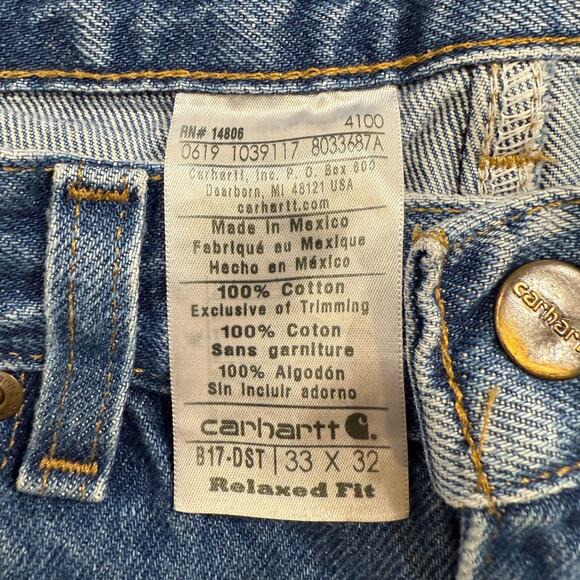 RN# 14806 4100
0619 1039117 8033687A
Carhartt, Inc. P. O. Box 600
Dearborn, MI 48121 USA
carhartt.com
Made in Mexico
Fabriqué au Mexique
Hecho en México
100% Cotton
Exclusive of Trimming
100% Coton
Sans garniture
100% Algodón
Sin incluir adorno
carhartt
B17-DST 33 X 32
Relaxed Fit
carhartt